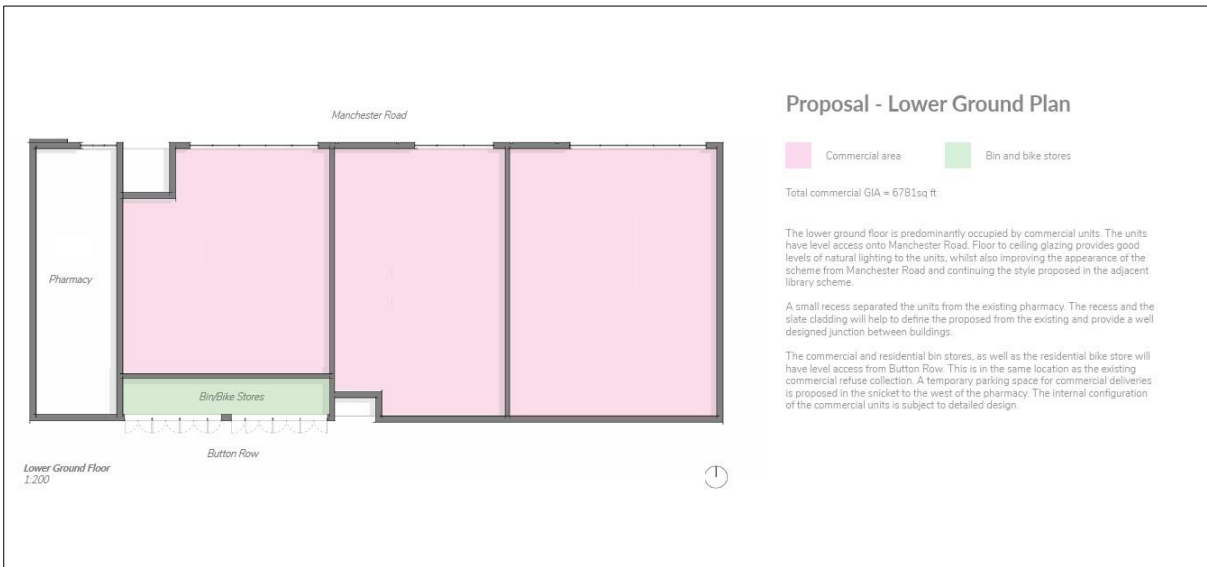 Manchester Road
Pharmacy
Bin/Bike Stores
Button Row
Lower Ground Floor
1:200
Proposal - Lower Ground Plan
Commercial area
Bin and bike stores
Total commercial GIA = 6781sq ft
The lower ground floor is predominantly occupied by commercial units. The units
have level access onto Manchester Road. Floor to ceiling glazing provides good
levels of natural lighting to the units, whilst also improving the appearance of the
scheme from Manchester Road and continuing the style proposed in the adjacent
library scheme.
A small recess separated the units from the existing pharmacy. The recess and the
slate cladding will help to define the proposed from the existing and provide a well
designed junction between buildings.
The commercial and residential bin stores, as well as the residential bike store will
have level access from Button Row. This is in the same location as the existing
commercial refuse collection. A temporary parking space for commercial deliveries
is proposed in the snicket to the west of the pharmacy. The internal configuration
of the commercial units is subject to detailed design.